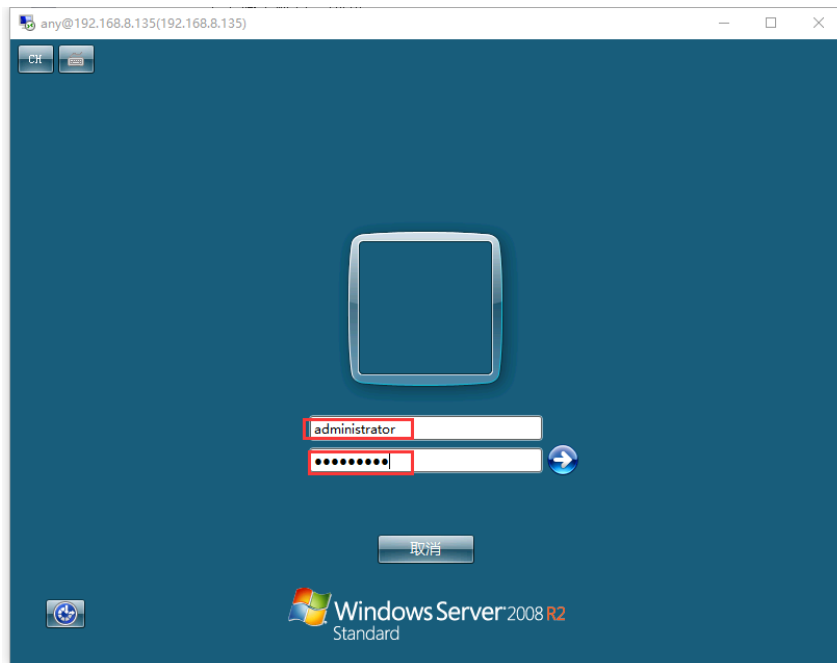 any@192.168.8.135(192.168.8.135)
CH
administrator
•••••••••
取消
Windows Server 2008 R2
Standard